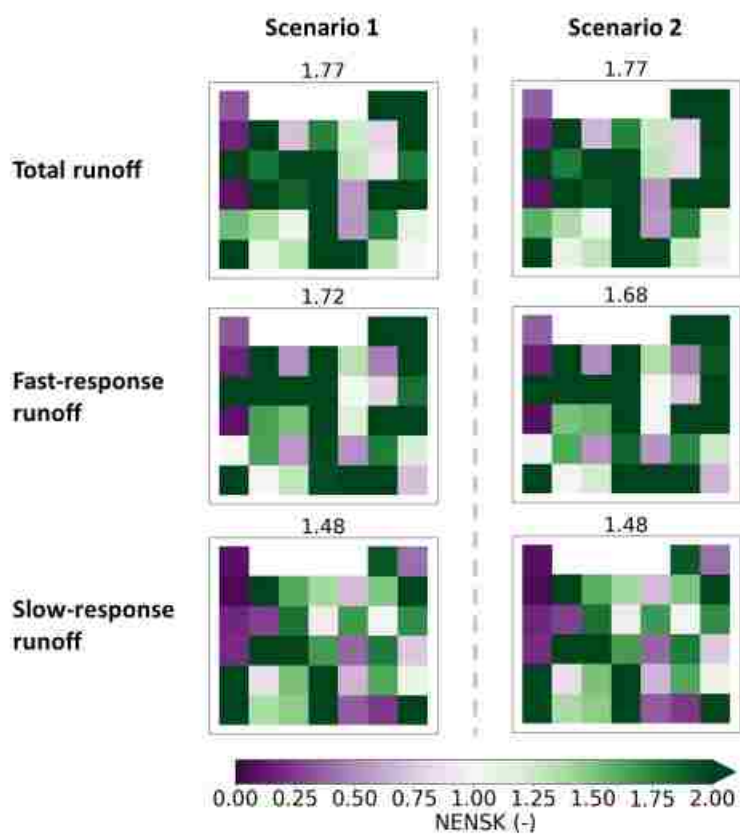 Scenario 1
Scenario 2
1.77
1.77
Total runoff
1.72
1.68
Fast-response
runoff
1.48
1.48
Slow-response
runoff
0.00 0.25 0.50 0.75 1.00 1.25 1.50 1.75 2.00
NENSK (-)